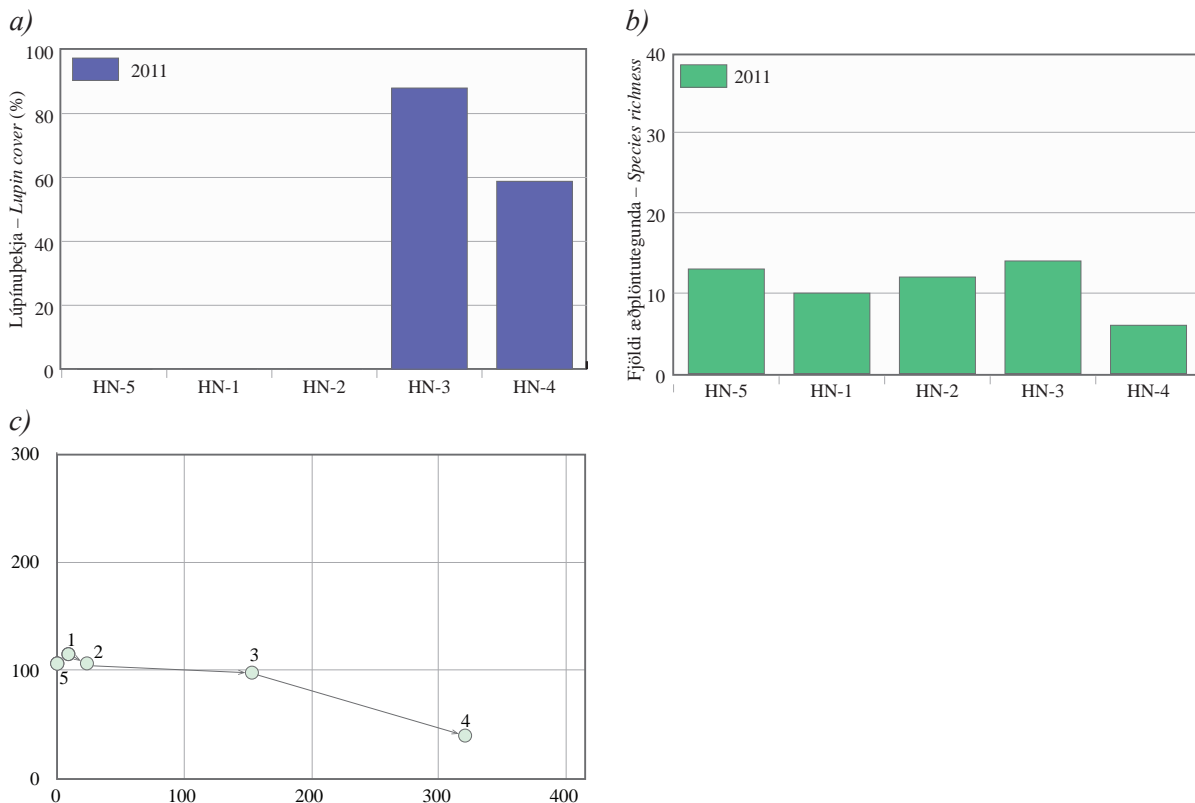 a)
Lúpínuþekja – Lupin cover (%)
100
80
60
40
20
0
2011
HN-5 HN-1 HN-2 HN-3 HN-4
b)
Fjöldi æðplöntutegunda – Species richness
40
30
20
10
0
2011
HN-5 HN-1 HN-2 HN-3 HN-4
c)
300
200
100
0
1
2
3
4
5
0 100 200 300 400